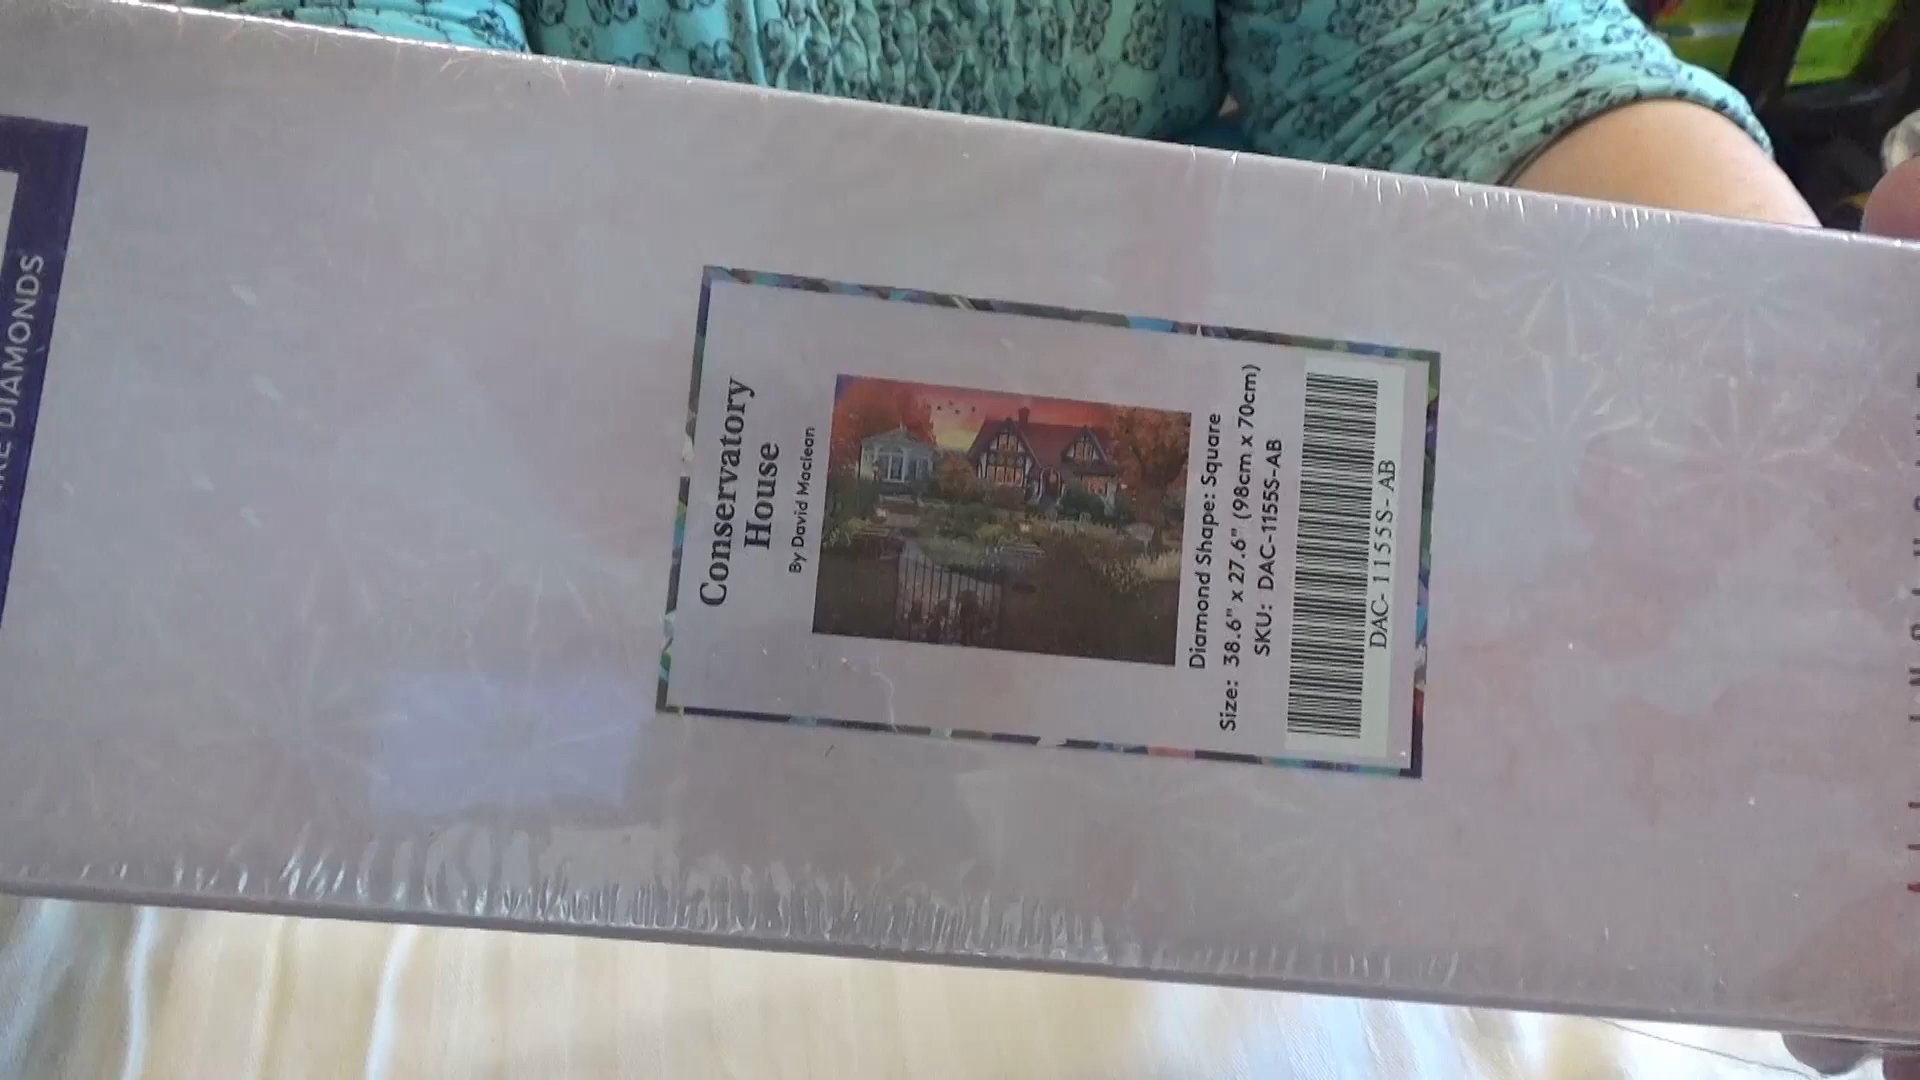 DIAMONDS
Conservatory
House
By David Maclean
Diamond Shape: Square
Size: 38.6" x 27.6" (98cm x 70cm)
SKU: DAC-1155S-AB
DAC-1155S-AB